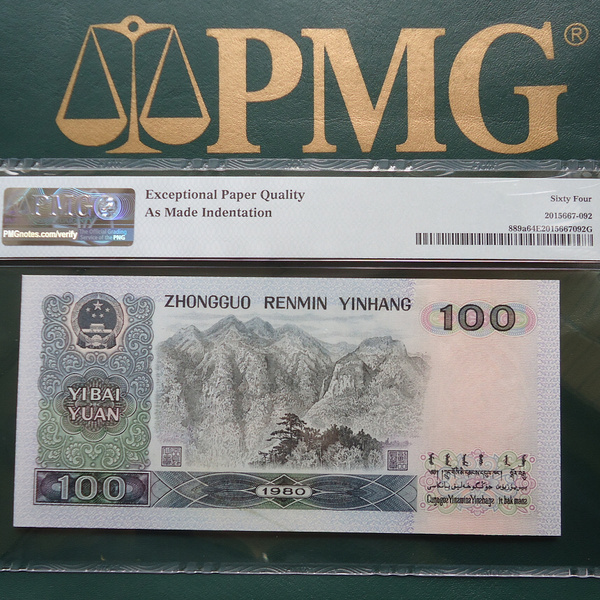 PMG®
Exceptional Paper Quality
As Made Indentation
Sixty Four
2015667-092
889a64E2015667092G
PMG
PMGnotes.com/verify
ZHONGGUO RENMIN YINHANG
100
YIBAI
YUAN
100
1980